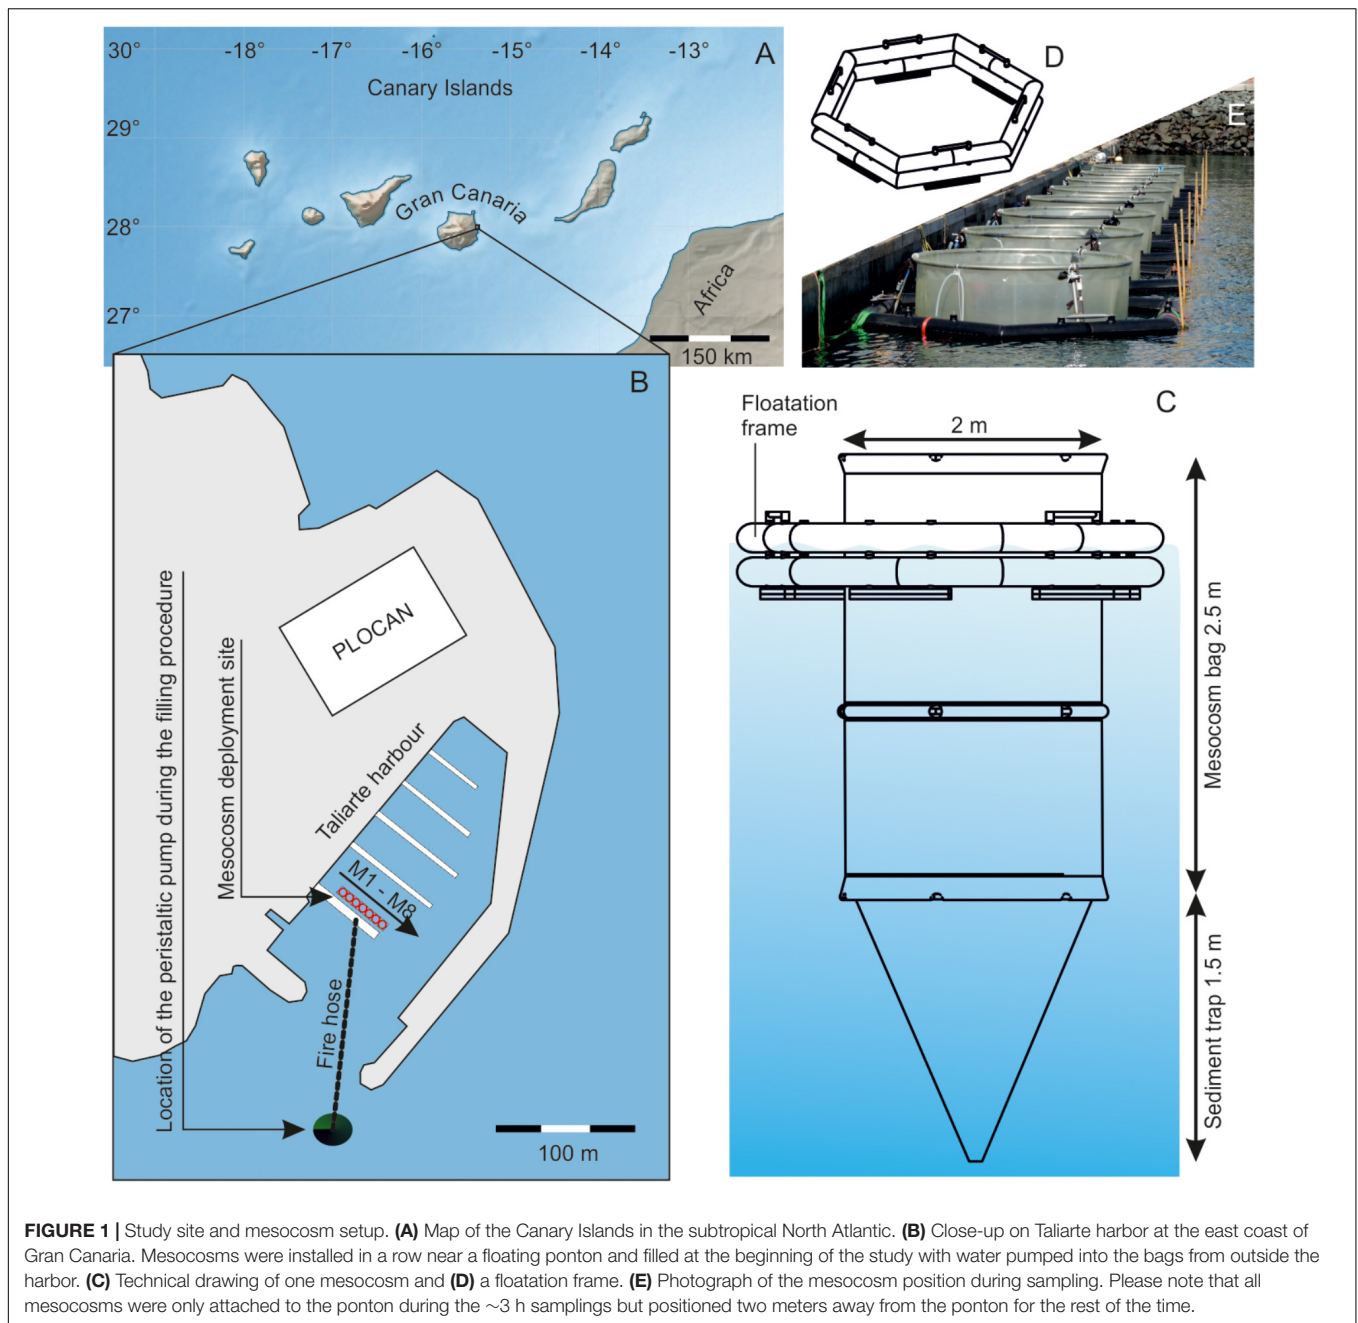 30°
-18°
-17°
-16°
-15°
-14°
-13°
A
Canary Islands
29°
28°
27°
Gran Canaria
Africa
150 km
D
E
B
PLOCAN
Taliarte harbour
M1 - M8
Mesocosm deployment site
Location of the peristaltic pump during the filling procedure
Fire hose
100 m
C
Floatation
frame
2 m
Mesocosm bag 2.5 m
Sediment trap 1.5 m
FIGURE 1 | Study site and mesocosm setup. (A) Map of the Canary Islands in the subtropical North Atlantic. (B) Close-up on Taliarte harbor at the east coast of
Gran Canaria. Mesocosms were installed in a row near a floating ponton and filled at the beginning of the study with water pumped into the bags from outside the
harbor. (C) Technical drawing of one mesocosm and (D) a floatation frame. (E) Photograph of the mesocosm position during sampling. Please note that all
mesocosms were only attached to the ponton during the ∼3 h samplings but positioned two meters away from the ponton for the rest of the time.